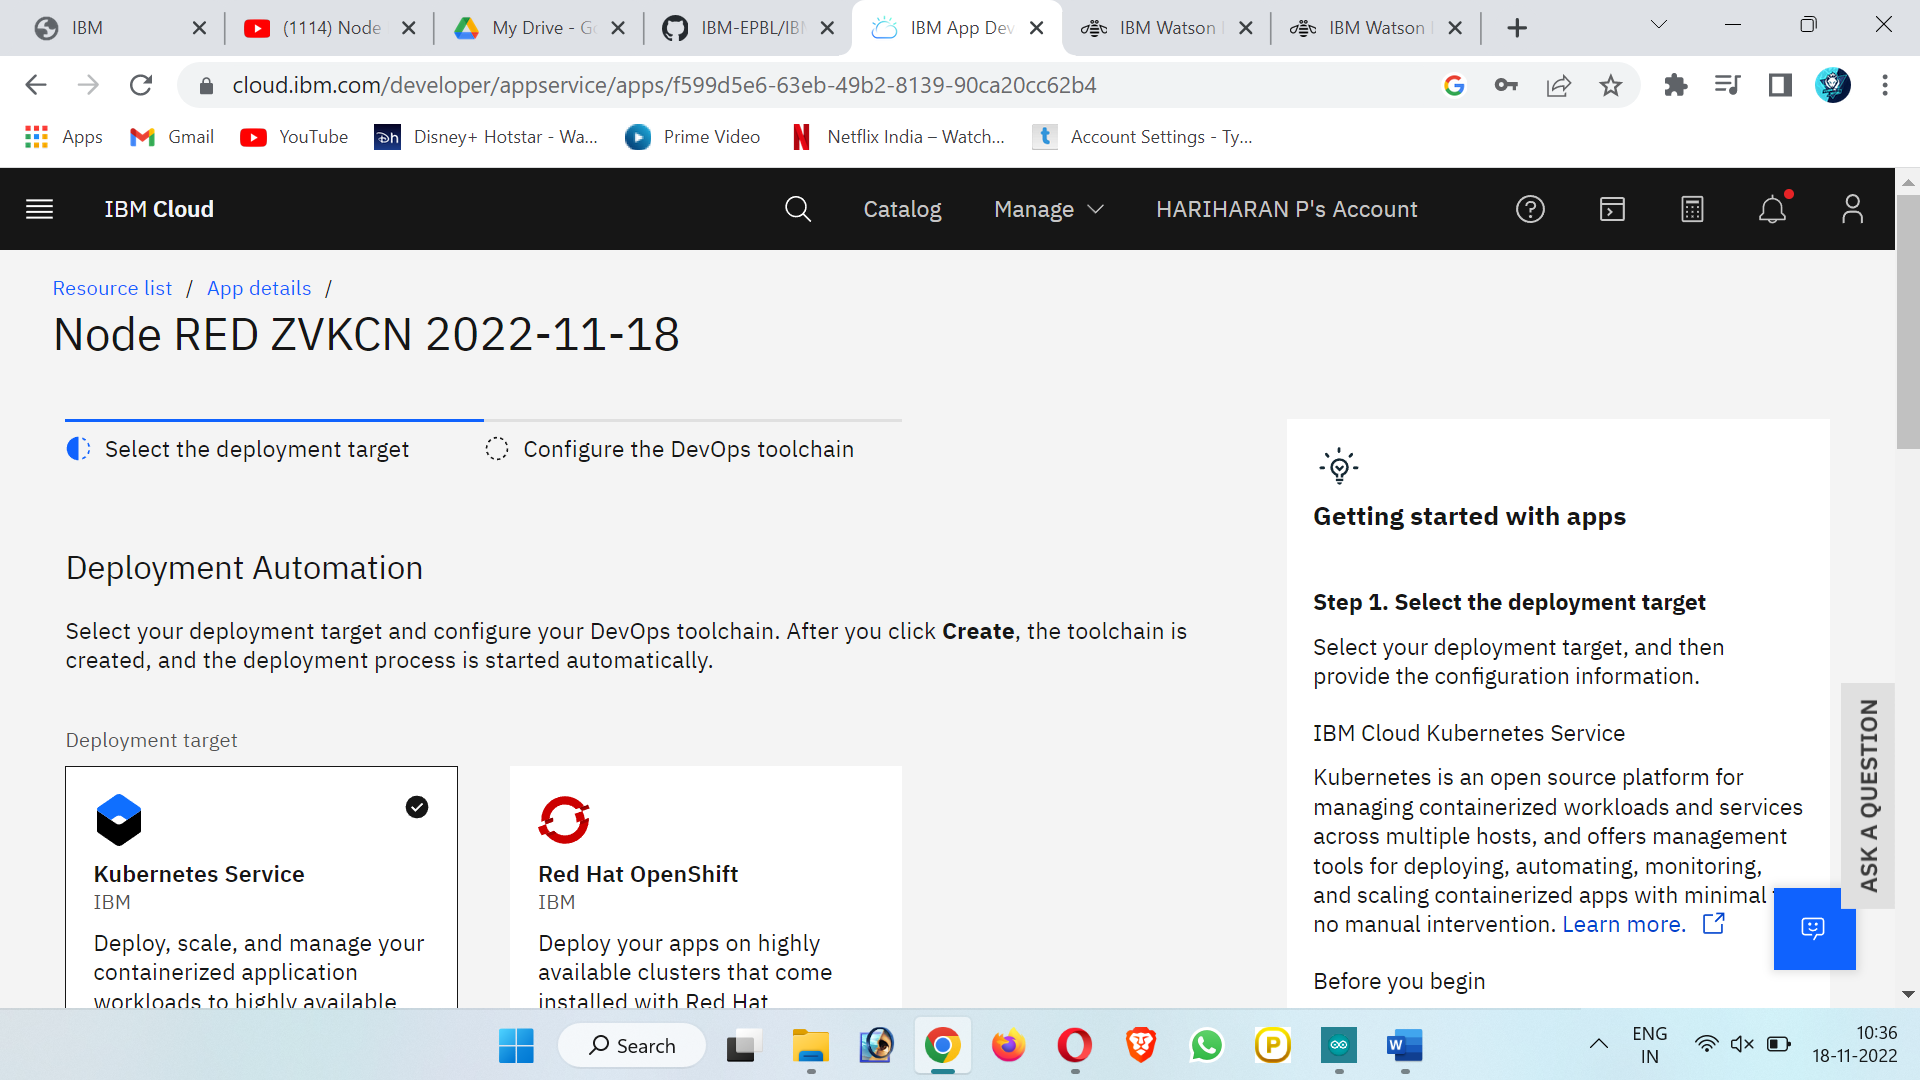 IBM
(1114) Node
My Drive - Go
IBM-EPBL/IBM
IBM App Dev
IBM Watson
IBM Watson
cloud.ibm.com/developer/appservice/apps/f599d5e6-63eb-49b2-8139-90ca20cc62b4
Apps
Gmail
YouTube
Disney+ Hotstar - Wa...
Prime Video
Netflix India – Watch...
Account Settings - Ty...
IBM Cloud
Catalog
Manage
HARIHARAN P's Account
Resource list / App details /
Node RED ZVKCN 2022-11-18
Select the deployment target
Configure the DevOps toolchain
Deployment Automation
Select your deployment target and configure your DevOps toolchain. After you click Create, the toolchain is
created, and the deployment process is started automatically.
Deployment target
Kubernetes Service
IBM
Deploy, scale, and manage your
containerized application
workloads to highly available
Red Hat OpenShift
IBM
Deploy your apps on highly
available clusters that come
installed with Red Hat
Getting started with apps
Step 1. Select the deployment target
Select your deployment target, and then
provide the configuration information.
IBM Cloud Kubernetes Service
Kubernetes is an open source platform for
managing containerized workloads and services
across multiple hosts, and offers management
tools for deploying, automating, monitoring,
and scaling containerized apps with minimal
no manual intervention. Learn more.
Before you begin
ASK A QUESTION
Search
ENG
IN
10:36
18-11-2022